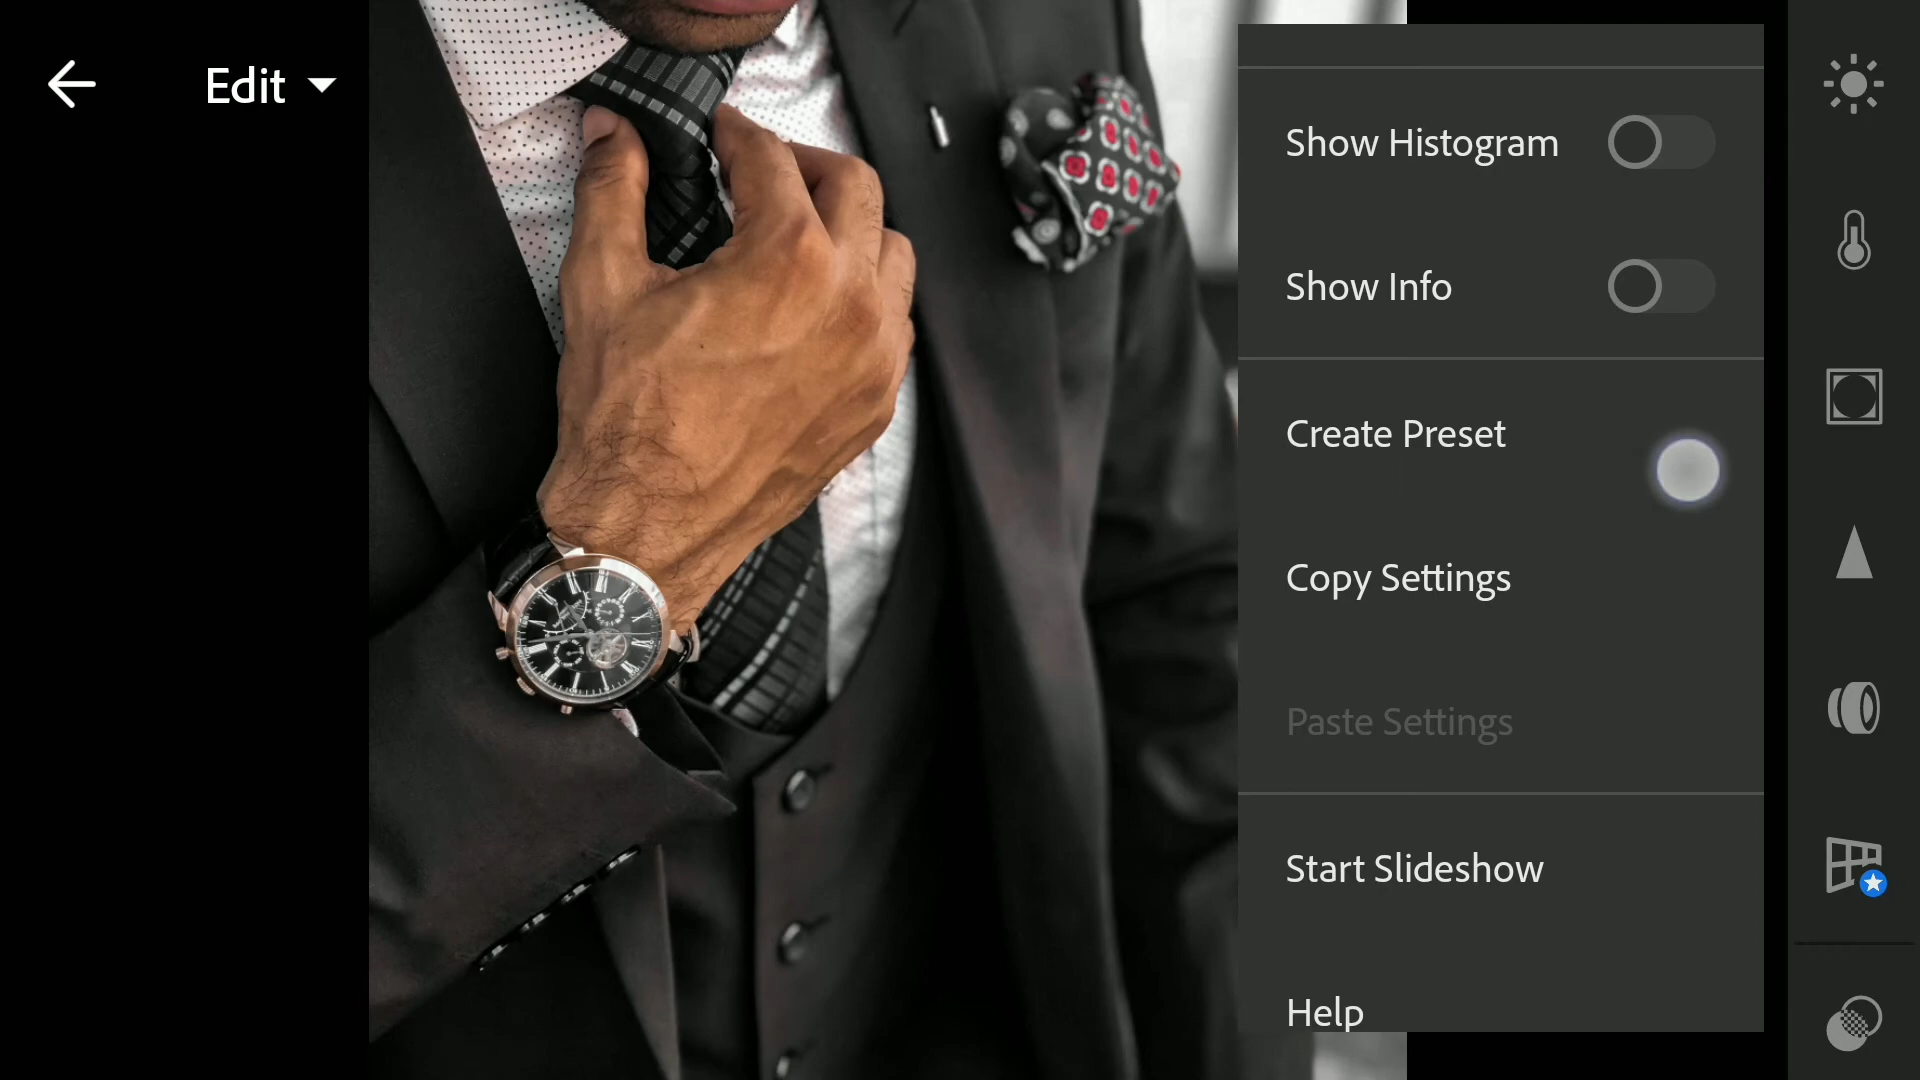 Edit
Show Histogram
Show Info
Create Preset
Copy Settings
Paste Settings
Start Slideshow
Help